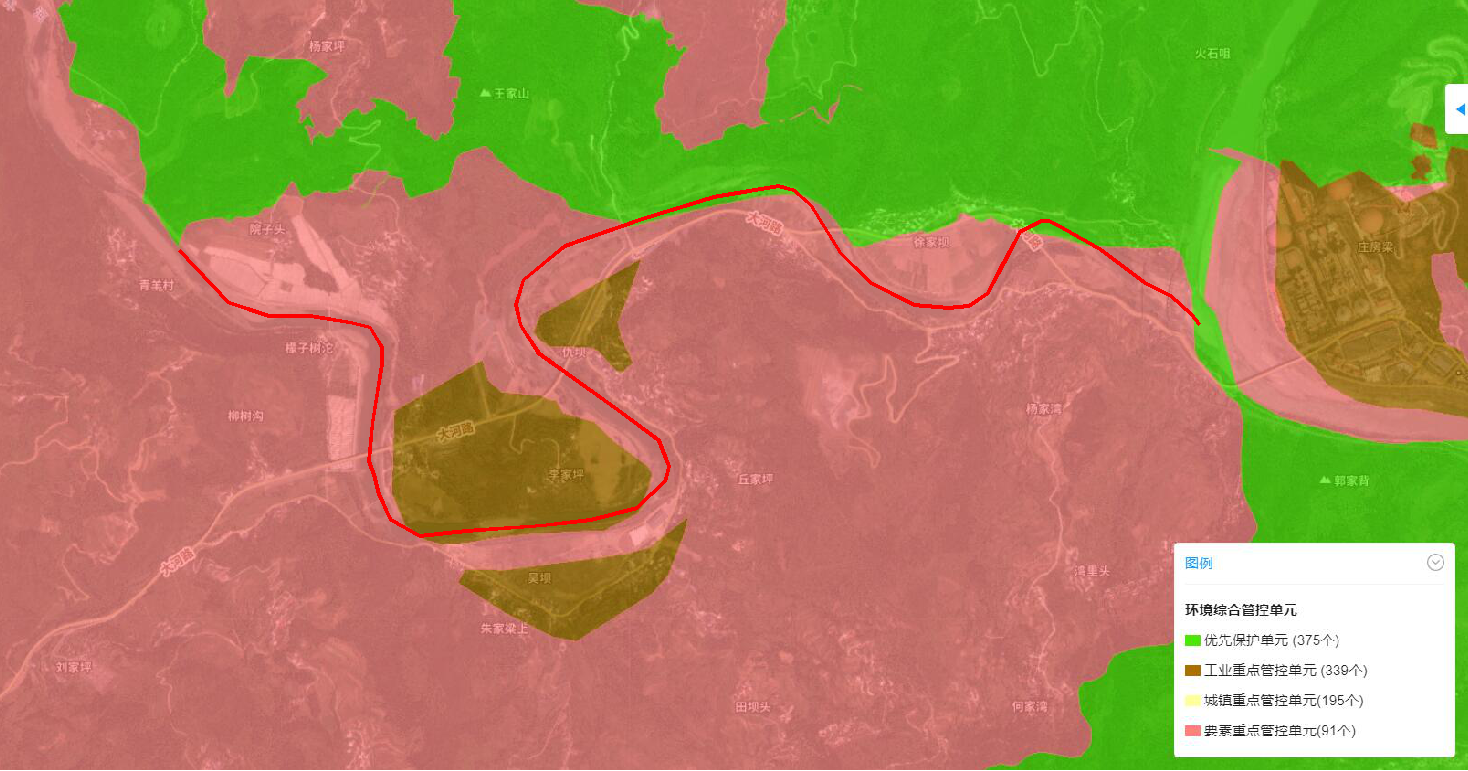 杨家坪
火石咀
王家山
院子头
大河路
徐家坝
庄房梁
青羊村
檬子树沱
仇坝
柳树沟
大河路
杨家湾
李家坪
丘家坪
郭家背
大河路
吴坝
湾里头
朱家梁上
刘家坪
田坝头
何家湾
图例
环境综合管控单元
优先保护单元 (375个)
工业重点管控单元 (339个)
城镇重点管控单元(195个)
要素重点管控单元(91个)